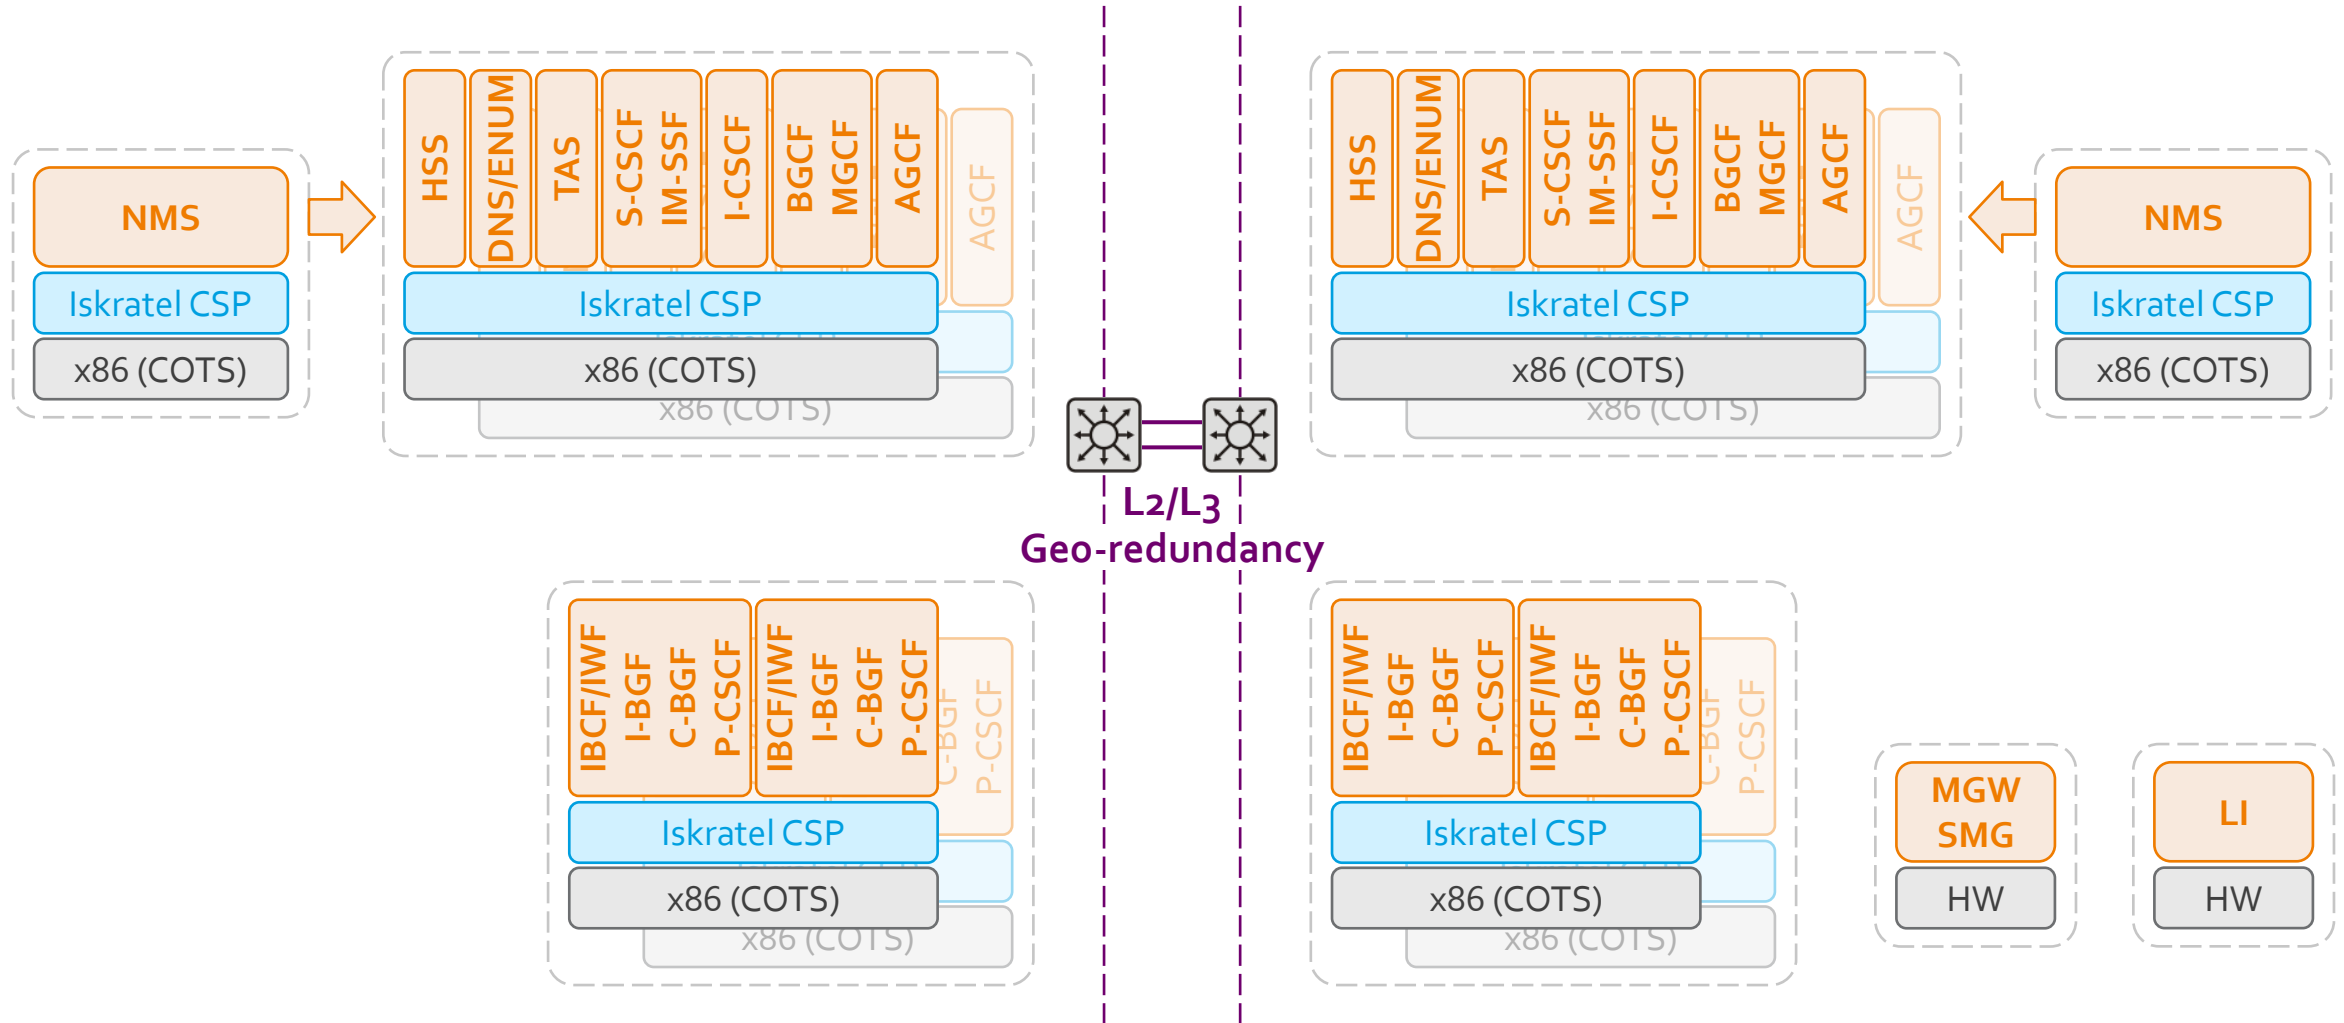 NMS
Iskratel CSP
x86 (COTS)
HSS
DNS/ENUM
TAS
S-CSCF
IM-SSF
I-CSCF
BGCF
MGCF
AGCF
AGCF
Iskratel CSP
x86 (COTS)
x86 (COTS)
HSS
DNS/ENUM
TAS
S-CSCF
IM-SSF
I-CSCF
BGCF
MGCF
AGCF
AGCF
Iskratel CSP
x86 (COTS)
x86 (COTS)
NMS
Iskratel CSP
x86 (COTS)
L2/L3
Geo-redundancy
IBCF/IWF
I-BGF
C-BGF
P-CSCF
IBCF/IWF
I-BGF
C-BGF
P-CSCF
C-BGF
P-CSCF
Iskratel CSP
x86 (COTS)
x86 (COTS)
IBCF/IWF
I-BGF
C-BGF
P-CSCF
IBCF/IWF
I-BGF
C-BGF
P-CSCF
C-BGF
P-CSCF
Iskratel CSP
x86 (COTS)
x86 (COTS)
MGW
SMG
HW
LI
HW